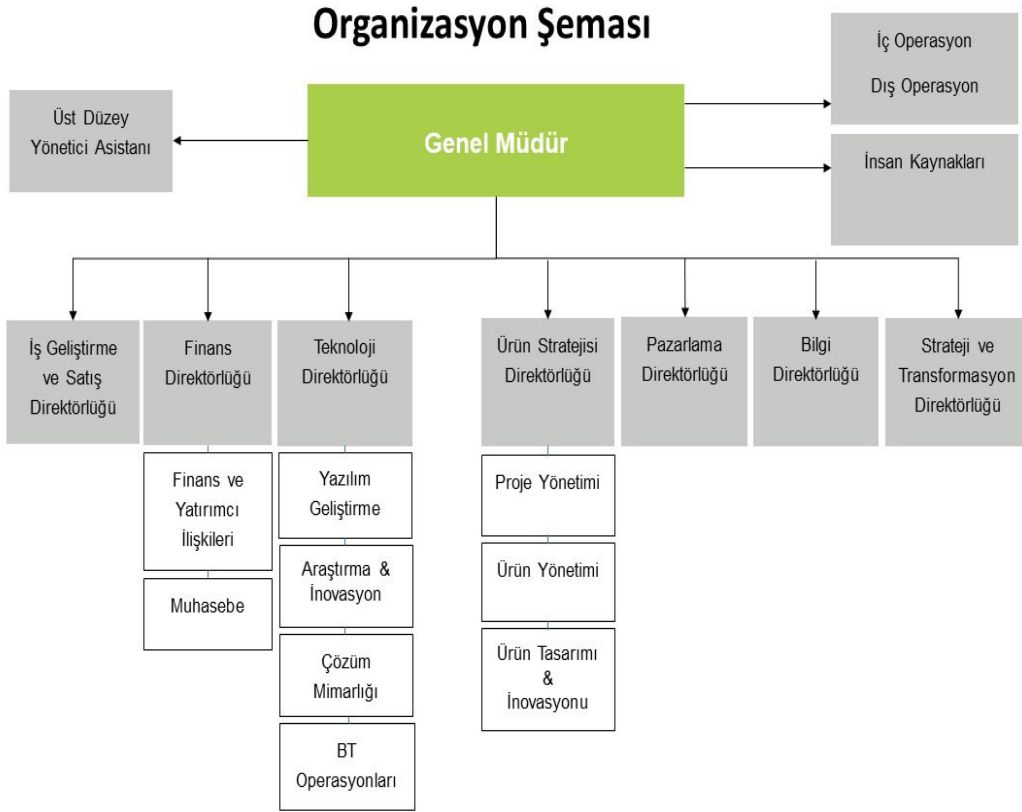 Organizasyon Şeması
Üst Düzey
Yönetici Asistanı
Genel Müdür
İç Operasyon
Dış Operasyon
İnsan Kaynakları
İş Geliştirme
ve Satış
Direktörlüğü
Finans
Direktörlüğü
Teknoloji
Direktörlüğü
Ürün Stratejisi
Direktörlüğü
Pazarlama
Direktörlüğü
Bilgi
Direktörlüğü
Strateji ve
Transformasyon
Direktörlüğü
Finans ve
Yatırımcı
İlişkileri
Muhasebe
Yazılım
Geliştirme
Araştırma &
İnovasyon
Çözüm
Mimarlığı
BT
Operasyonları
Proje Yönetimi
Ürün Yönetimi
Ürün Tasarımı
&
İnovasyonu